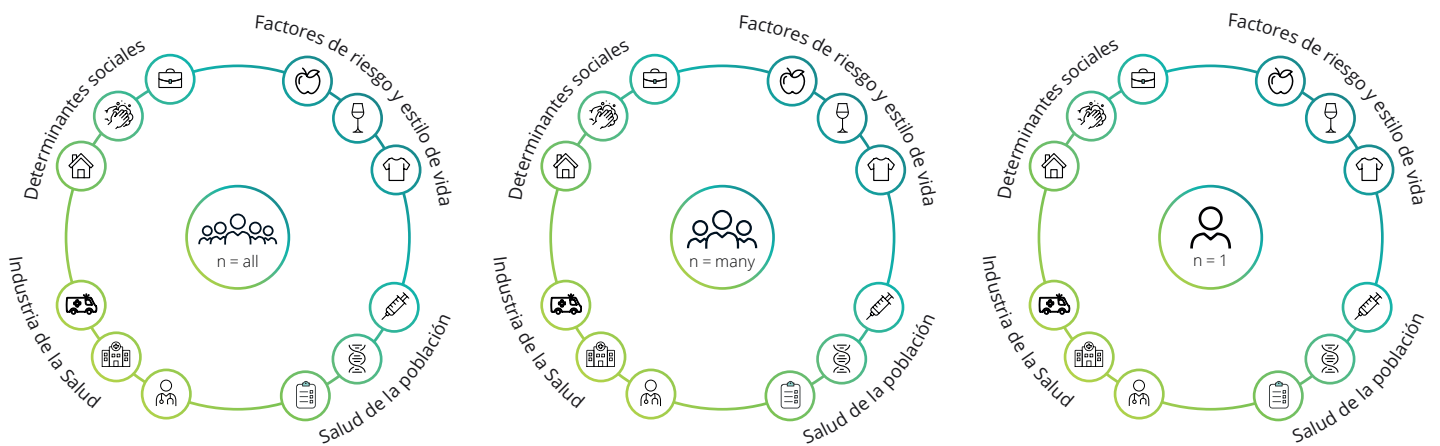 Determinantes sociales
Factores de riesgo y estilo de vida
n = all
Industria de la Salud
Salud de la población
Determinantes sociales
Factores de riesgo y estilo de vida
n = many
Industria de la Salud
Salud de la población
Determinantes sociales
Factores de riesgo y estilo de vida
n = 1
Industria de la Salud
Salud de la población